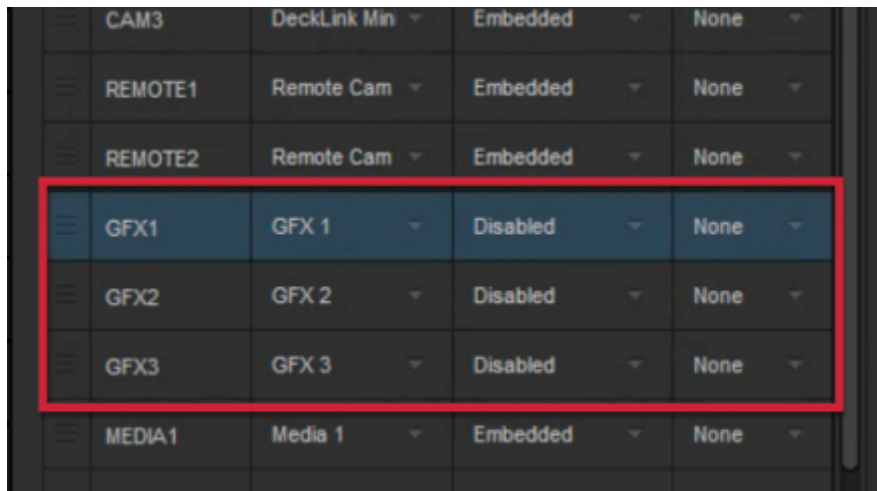 CAM3 DeckLink Min Embedded None
REMOTE1 Remote Cam Embedded None
REMOTE2 Remote Cam Embedded None
GFX1 GFX 1 Disabled None
GFX2 GFX 2 Disabled None
GFX3 GFX 3 Disabled None
MEDIA1 Media 1 Embedded None